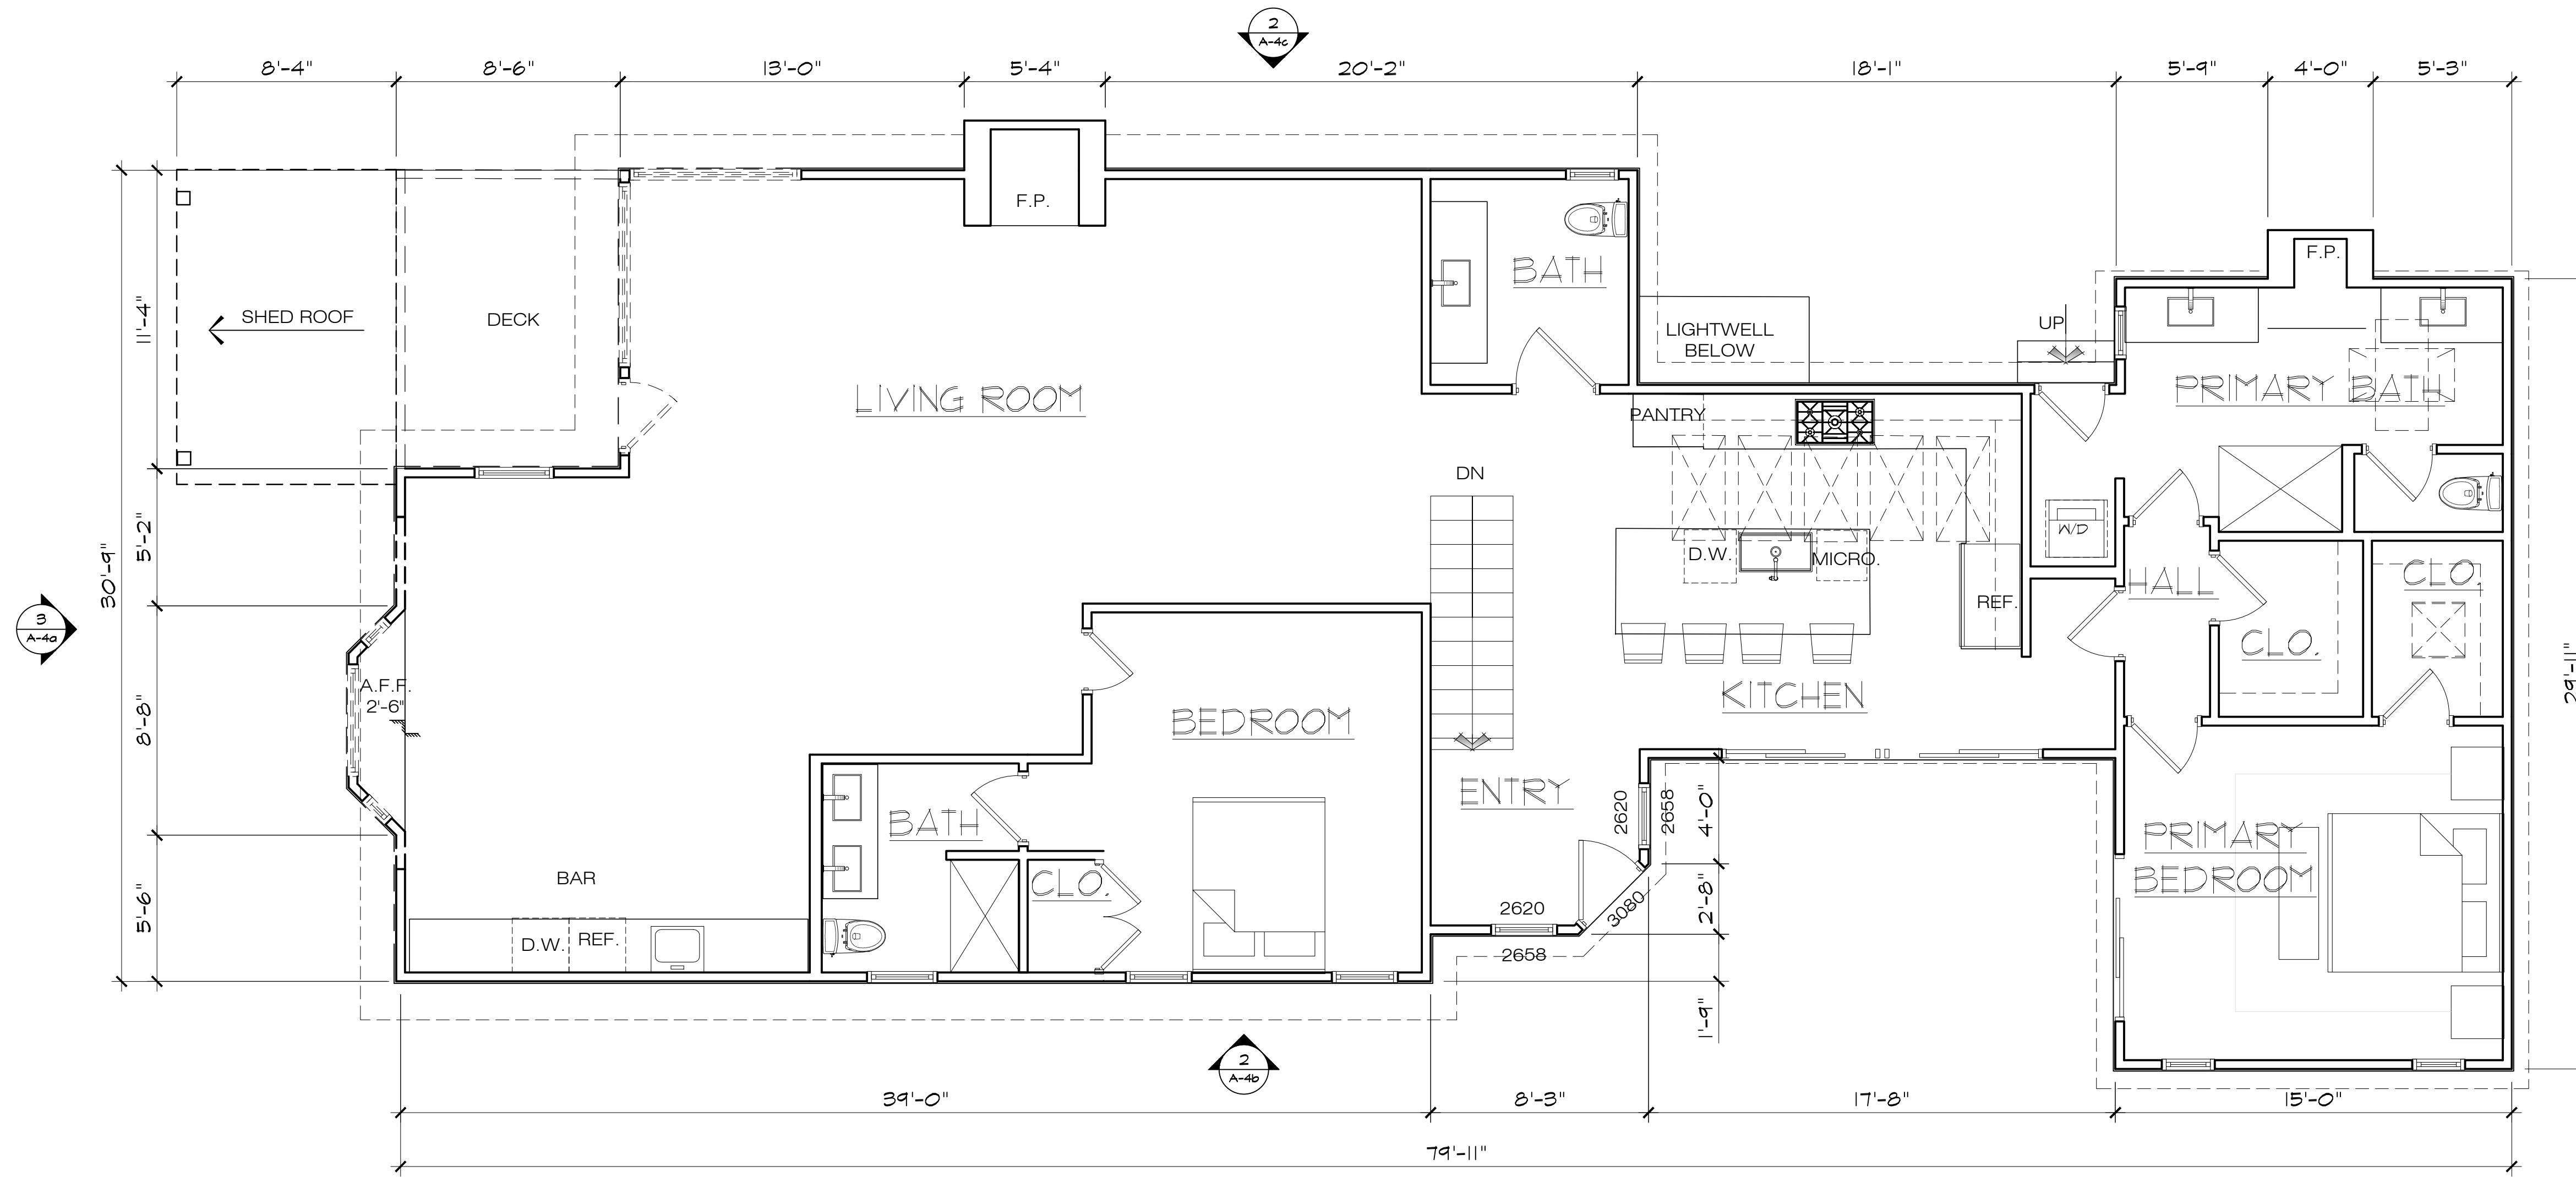 2
A-4c
8'-4"
8'-6"
13'-0"
5'-4"
20'-2"
18'-1"
5'-9"
4'-0"
5'-3"
F.P.
F.P.
BATH
SHED ROOF
DECK
LIGHTWELL
BELOW
UP
11'-4"
LIVING ROOM
PRIMARY BATH
PANTRY
DN
5'-2"
30'-9"
W/D
D.W.
MICRO.
HALL
CLO.
REF.
3
A-4a
CLO.
29'-11"
A.F.F.
2'-6"
8'-8"
BEDROOM
KITCHEN
ENTRY
2620
2658
4'-0"
BATH
PRIMARY
BEDROOM
BAR
CLO.
5'-6"
2620
3080
2'-8"
D.W.
REF.
2658
1'-9"
2
A-4b
39'-0"
8'-3"
17'-8"
15'-0"
79'-11"